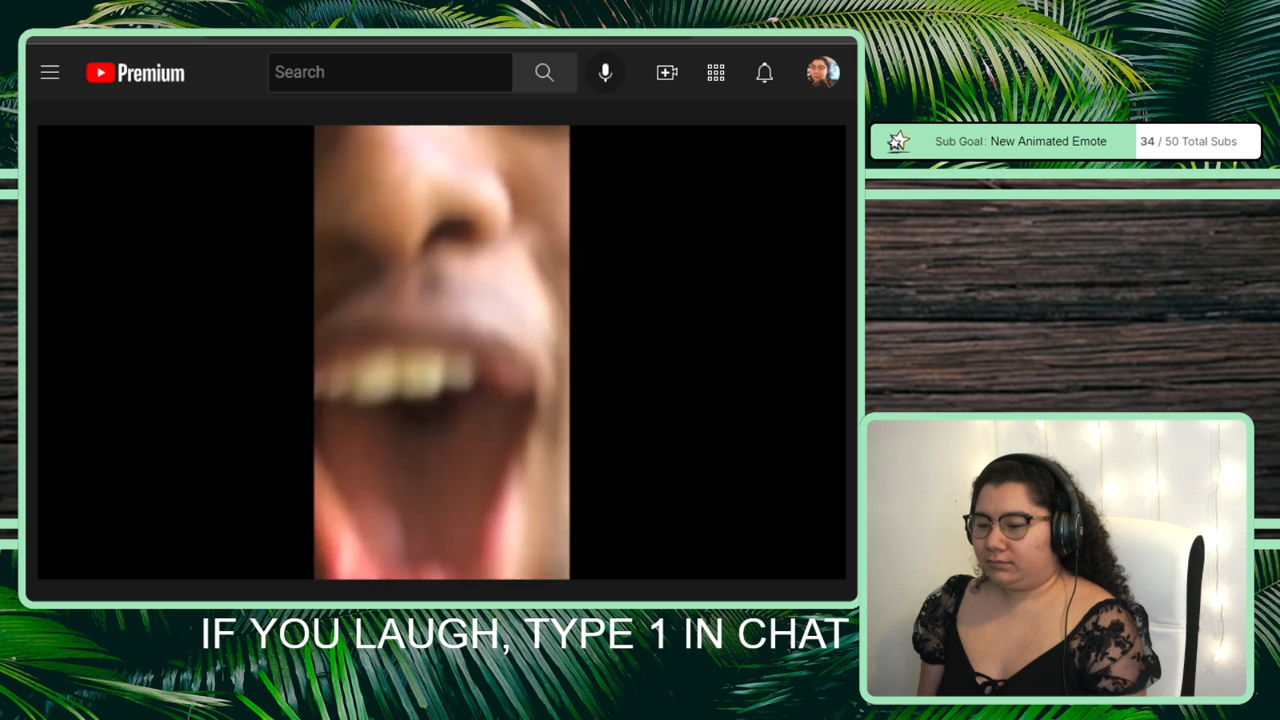 Premium
Search
Sub Goal: New Animated Emote
34 / 50 Total Subs
IF YOU LAUGH, TYPE 1 IN CHAT